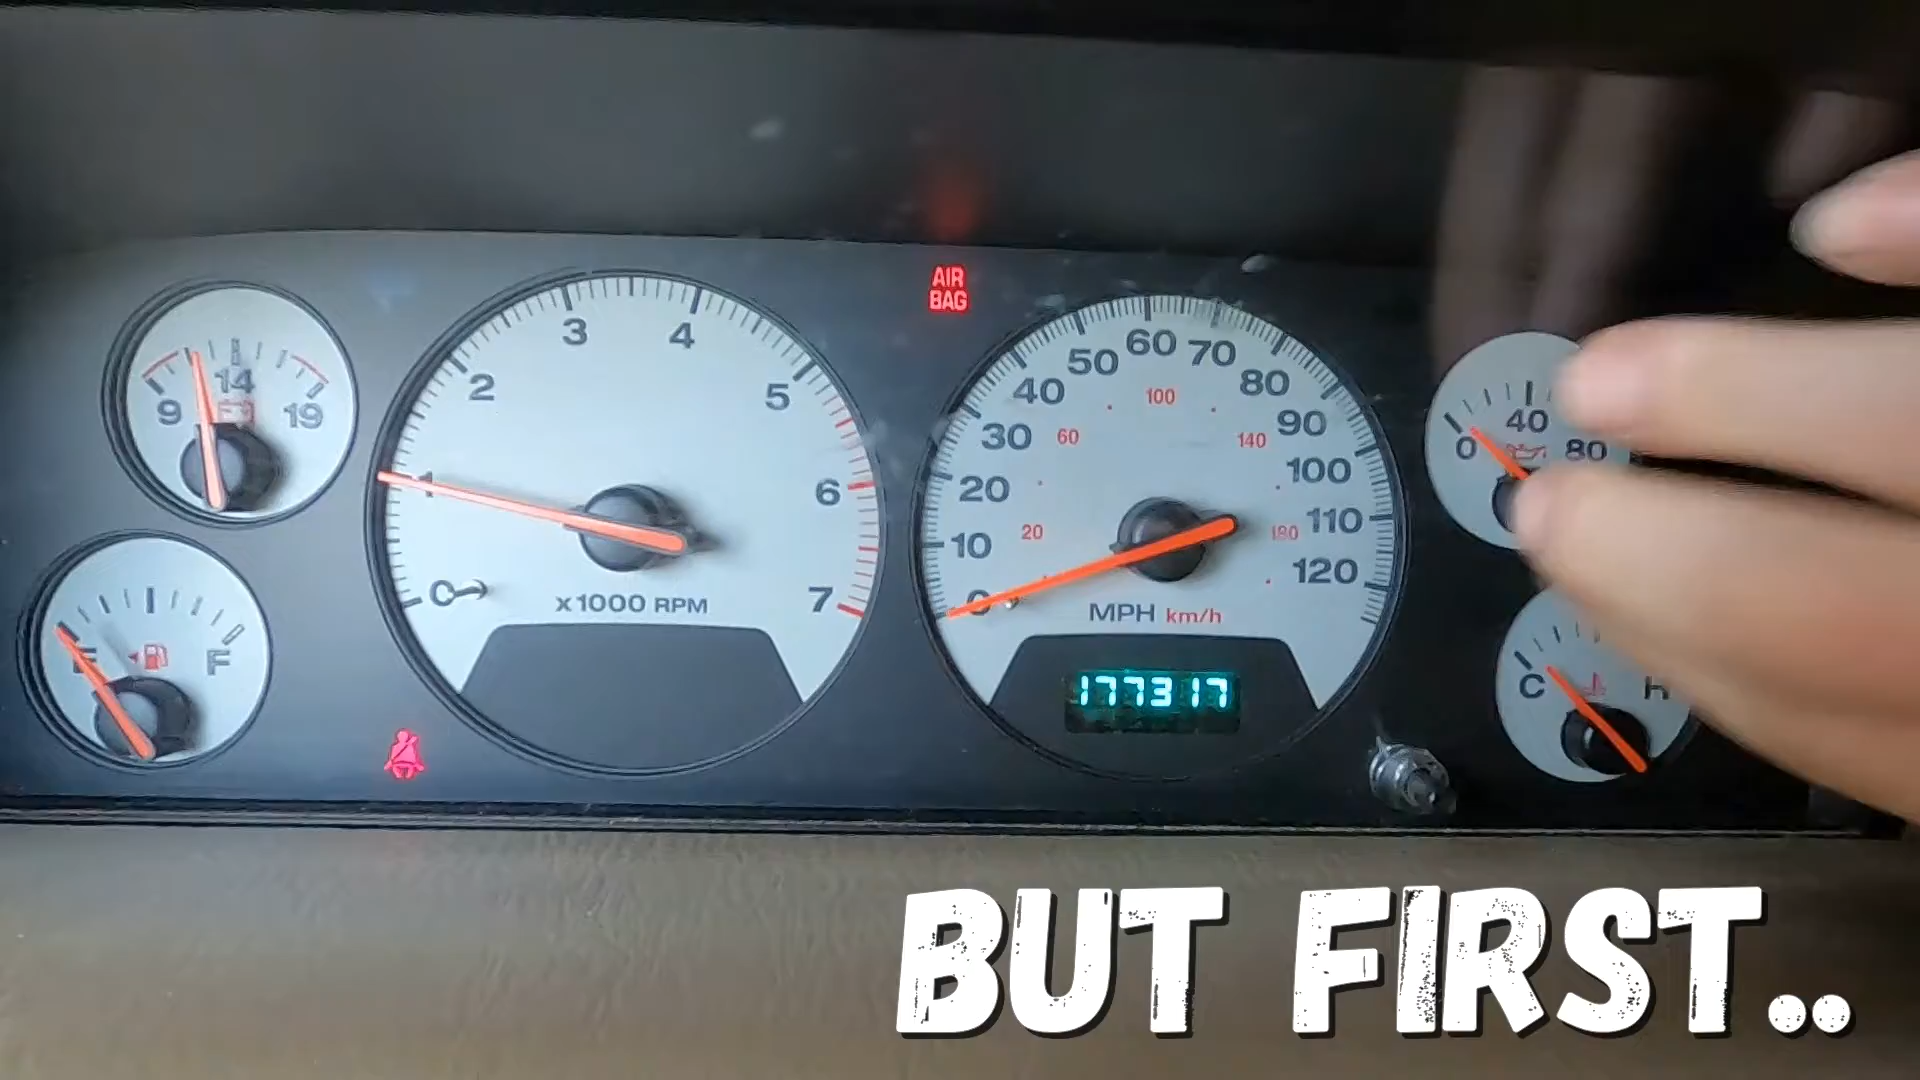 AIR
BAG
9 14 19
E F
0 1 2 3 4 5 6 7
x1000 RPM
0 10 20 30 40 50 60 70 80 90 100 110 120
20 60 100 140 180
MPH km/h
177317
0 40 80
C H
BUT FIRST..